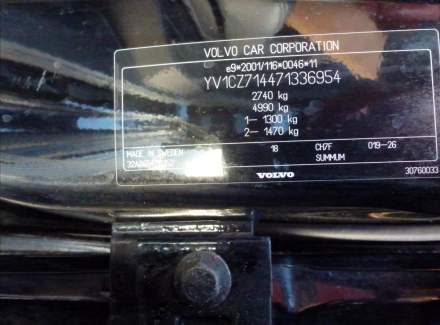 VOLVO CAR CORPORATION
e9*2001/116*0046*11
YV1CZ714471336954
2740 kg
4990 kg
1— 1300 kg
2— 1470 kg
18 CH7F 019-26
MADE IN SWEDEN SUMMUM
VOLVO 30760033